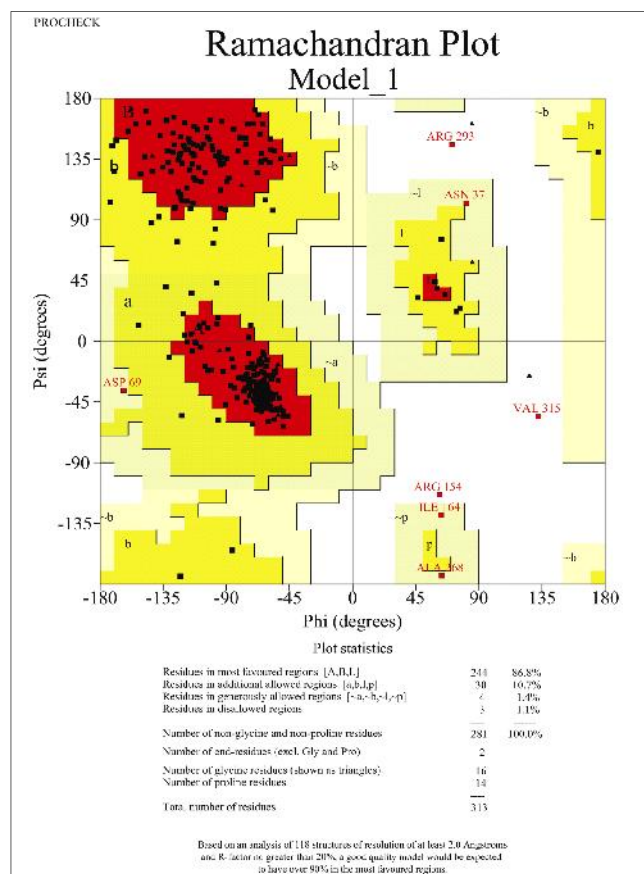 PROCHECK
Ramachandran Plot
Model_1
180
135
90
45
0
-45
-90
-135
-180
-135
-90
-45
0
45
90
135
180
Psi (degrees)
Phi (degrees)
B
b
~b
a
~a
~l
l
~b
b
~b
b
~p
p
~b
ARG 293
ASN 37
ASP 69
VAL 315
ARG 154
ILE 164
ALA 368
Plot statistics
Residues in most favoured regions [A,B,L] 244 86.8%
Residues in additional allowed regions [a,b,l,p] 30 10.7%
Residues in generously allowed regions [~a,~b,~l,~p] 4 1.4%
Residues in disallowed regions 3 1.1%
---- ------
Number of non-glycine and non-proline residues 281 100.0%
Number of end-residues (excl. Gly and Pro) 2
Number of glycine residues (shown as triangles) 16
Number of proline residues 14
----
Total number of residues 313
Based on an analysis of 118 structures of resolution of at least 2.0 Angstroms
and R-factor no greater than 20%, a good quality model would be expected
to have over 90% in the most favoured regions.